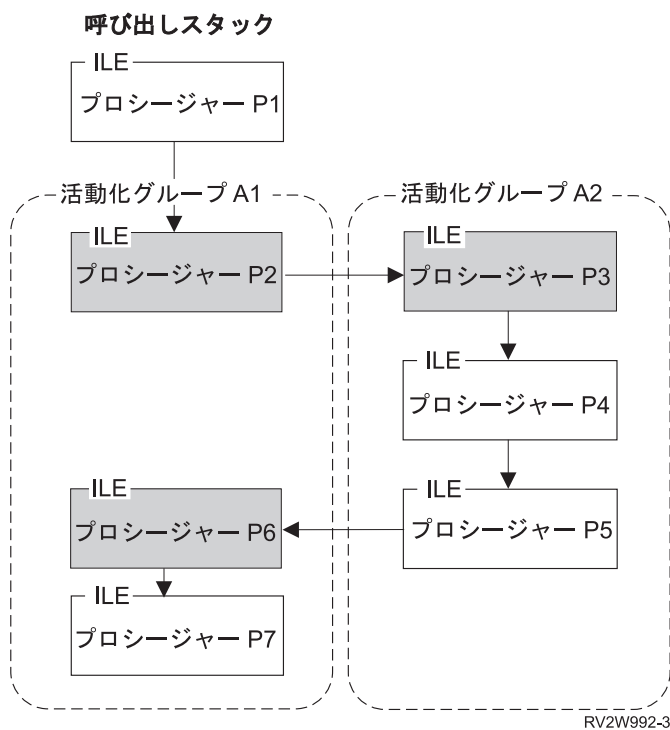 呼び出しスタック
ILE
プロシージャー P1
活動化グループ A1
活動化グループ A2
ILE
プロシージャー P2
ILE
プロシージャー P3
ILE
プロシージャー P4
ILE
プロシージャー P6
ILE
プロシージャー P5
ILE
プロシージャー P7
RV2W992-3